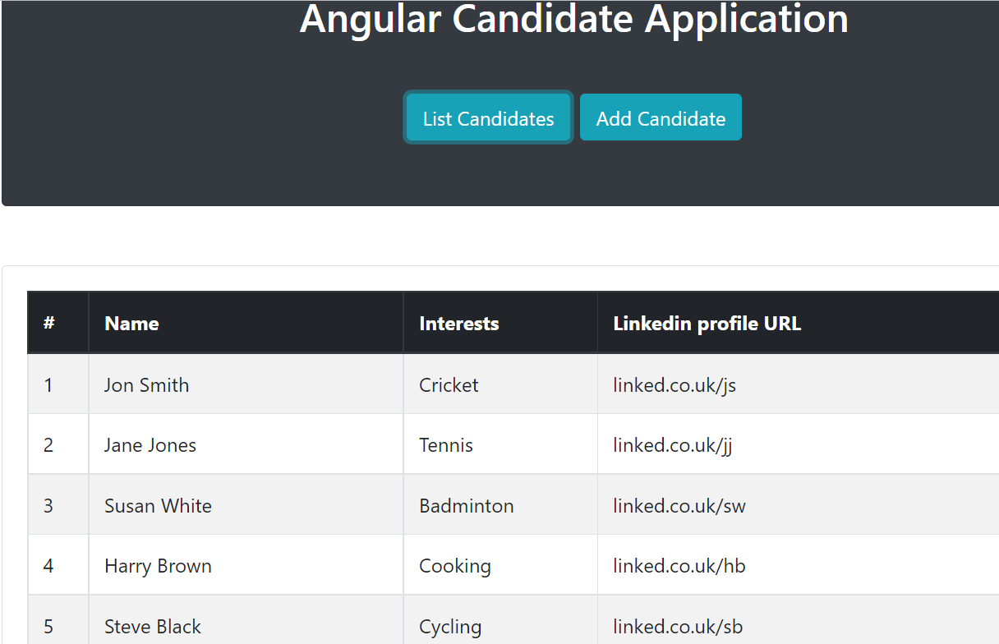 Angular Candidate Application
List Candidates Add Candidate
# Name Interests Linkedin profile URL
1 Jon Smith Cricket linked.co.uk/js
2 Jane Jones Tennis linked.co.uk/jj
3 Susan White Badminton linked.co.uk/sw
4 Harry Brown Cooking linked.co.uk/hb
5 Steve Black Cycling linked.co.uk/sb